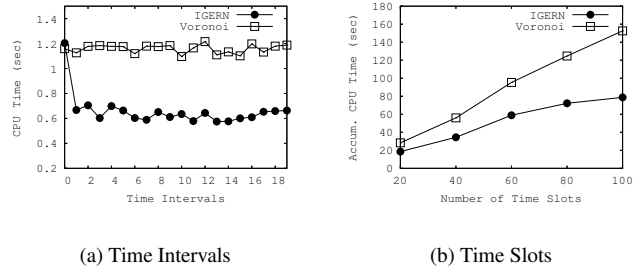 IGERN
Voronoi
1.4
1.2
1
0.8
0.6
0.4
0.2
CPU Time (sec)
0 2 4 6 8 10 12 14 16 18
Time Intervals
(a) Time Intervals
IGERN
Voronoi
180
160
140
120
100
80
60
40
20
0
Accum. CPU Time (sec)
20 40 60 80 100
Number of Time Slots
(b) Time Slots